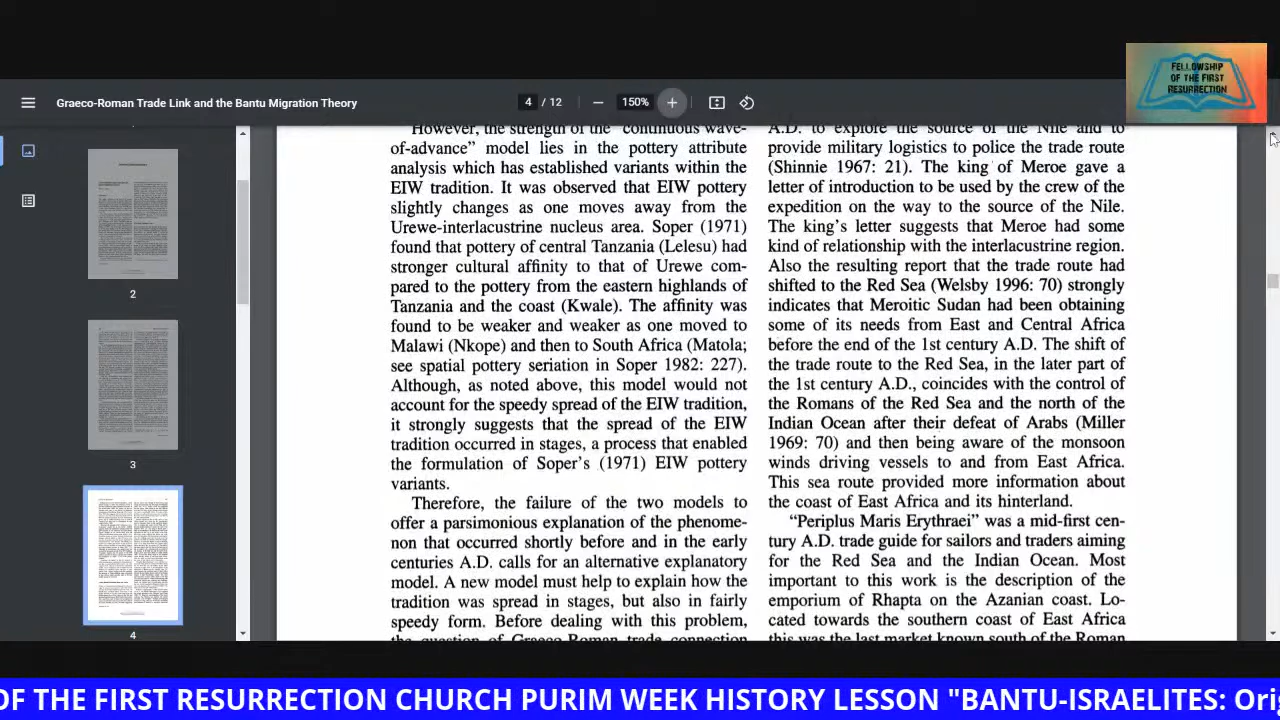 FELLOWSHIP
OF THE FIRST
RESURRECTION
Graeco-Roman Trade Link and the Bantu Migration Theory
4 / 12
150%
2
3
4
However, the strength of the "continuous wave-
of-advance" model lies in the pottery attribute
analysis which has established variants within the
EIW tradition. It was observed that EIW pottery
slightly changes as one moves away from the
Urewe-interlacustrine nucleus area. Soper (1971)
found that pottery of central Tanzania (Lelesu) had
stronger cultural affinity to that of Urewe com-
pared to the pottery from the eastern highlands of
Tanzania and the coast (Kwale). The affinity was
found to be weaker and weaker as one moved to
Malawi (Nkope) and then to South Africa (Matola;
see spatial pottery variation in Soper 1982: 227).
Although, as noted above, this model would not
account for the speedy spread of the EIW tradition,
it strongly suggests that the spread of the EIW
tradition occurred in stages, a process that enabled
the formulation of Soper's (1971) EIW pottery
variants.
Therefore, the failure of the two models to
offer a parsimonious explanation of the phenome-
non that occurred shortly before and in the early
centuries A.D. calls for an alternative explanatory
model. A new model must help to explain how the
tradition was spread in stages, but also in fairly
speedy form. Before dealing with this problem,
the question of Graeco-Roman trade connection
A.D. to explore the source of the Nile and to
provide military logistics to police the trade route
(Shinnie 1967: 21). The king of Meroe gave a
letter of introduction to be used by the crew of the
expedition on the way to the source of the Nile.
The king's letter suggests that Meroe had some
kind of relationship with the interlacustrine region.
Also the resulting report that the trade route had
shifted to the Red Sea (Welsby 1996: 70) strongly
indicates that Meroitic Sudan had been obtaining
some of its needs from East and Central Africa
before the end of the 1st century A.D. The shift of
the trade route to the Red Sea, in the later part of
the 1st century A.D., coincides with the control of
the Romans of the Red Sea and the north of the
Indian Ocean after their defeat of Arabs (Miller
1969: 70) and then being aware of the monsoon
winds driving vessels to and from East Africa.
This sea route provided more information about
the coast of East Africa and its hinterland.
"Periplus Maris Erythraei" was a mid-first cen-
tury A.D. trade guide for sailors and traders aiming
for the Red Sea and the Indian Ocean. Most
important to this work is the description of the
emporium of Rhapta on the Azanian coast. Lo-
cated towards the southern coast of East Africa
this was the last market known south of the Roman
OF THE FIRST RESURRECTION CHURCH PURIM WEEK HISTORY LESSON "BANTU-ISRAELITES: Orig